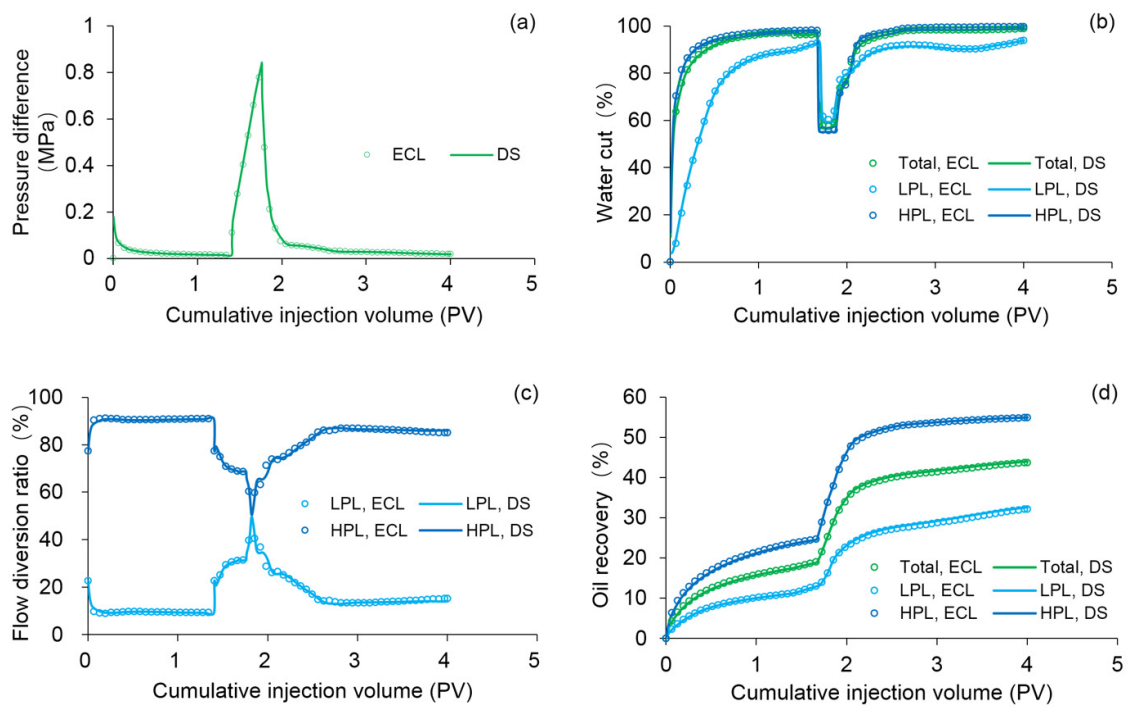 (a)
1
0.8
0.6
0.4
0.2
0
0 1 2 3 4 5
Pressure difference
(MPa)
ECL DS
Cumulative injection volume (PV)
(b)
100
80
60
40
20
0
0 1 2 3 4 5
Water cut (%)
Total, ECL Total, DS
LPL, ECL LPL, DS
HPL, ECL HPL, DS
Cumulative injection volume (PV)
(c)
100
80
60
40
20
0
0 1 2 3 4 5
Flow diversion ratio (%)
LPL, ECL LPL, DS
HPL, ECL HPL, DS
Cumulative injection volume (PV)
(d)
60
50
40
30
20
10
0
0 1 2 3 4 5
Oil recovery (%)
Total, ECL Total, DS
LPL, ECL LPL, DS
HPL, ECL HPL, DS
Cumulative injection volume (PV)